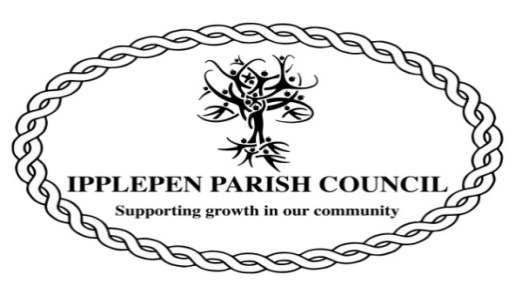 IPPLEPEN PARISH COUNCIL
Supporting growth in our community